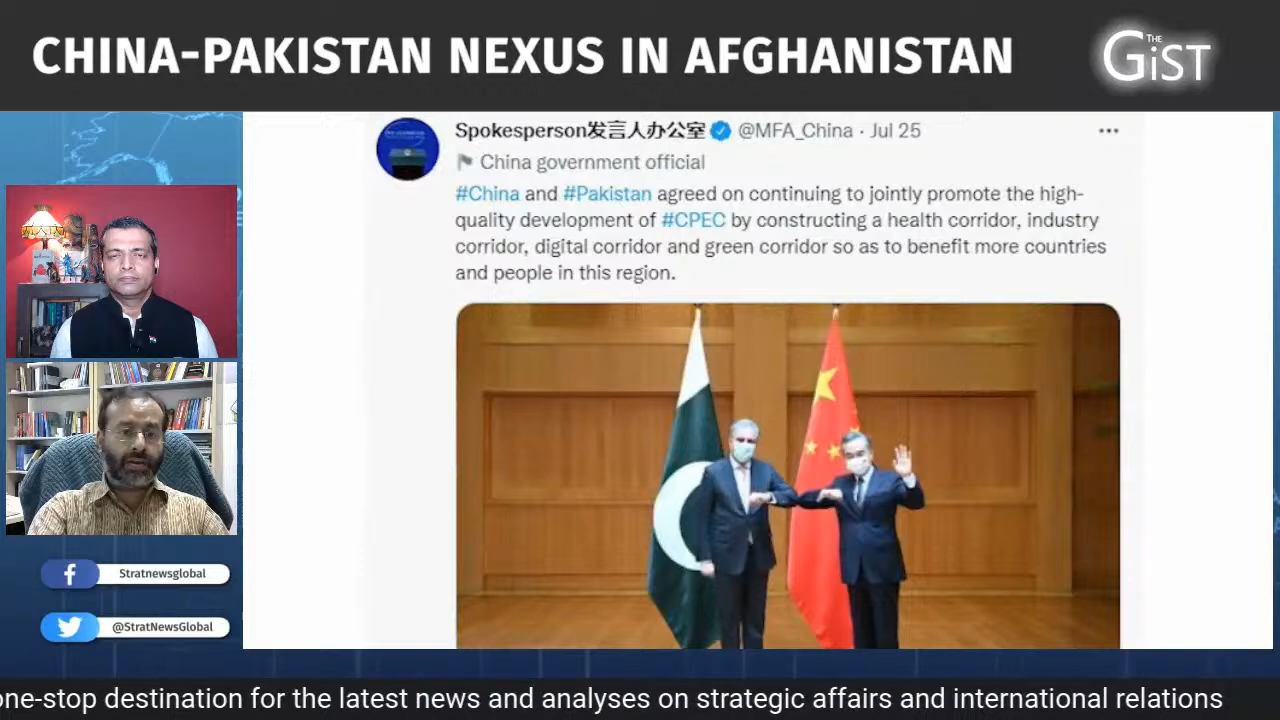 CHINA-PAKISTAN NEXUS IN AFGHANISTAN
THE
GiST
Spokesperson发言人办公室 @MFA_China · Jul 25
China government official
#China and #Pakistan agreed on continuing to jointly promote the high-
quality development of #CPEC by constructing a health corridor, industry
corridor, digital corridor and green corridor so as to benefit more countries
and people in this region.
Stratnewsglobal
@StratNewsGlobal
one-stop destination for the latest news and analyses on strategic affairs and international relations